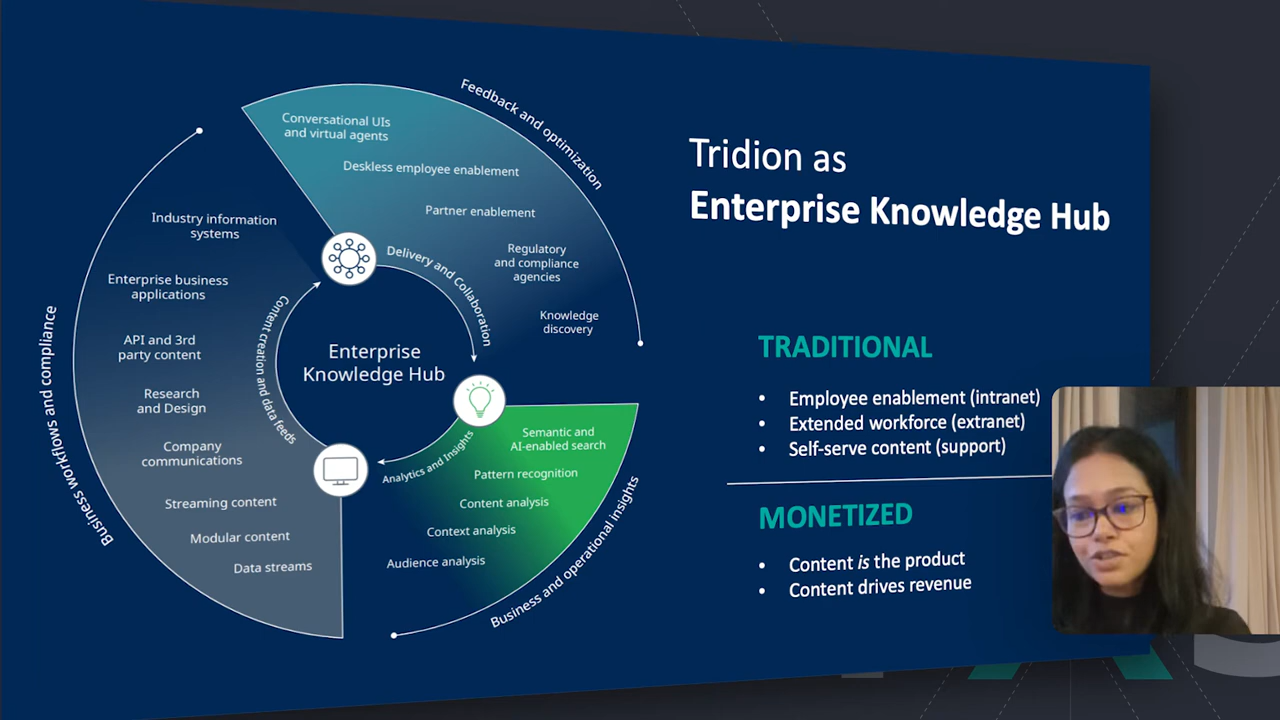 Tridion as
Enterprise Knowledge Hub
Feedback and optimization
Conversational UIs
and virtual agents
Deskless employee enablement
Partner enablement
Regulatory
and compliance
agencies
Knowledge
discovery
Delivery and Collaboration
Business workflows and compliance
Industry information
systems
Enterprise business
applications
API and 3rd
party content
Research
and Design
Company
communications
Streaming content
Modular content
Data streams
Content creation and data feeds
Enterprise
Knowledge Hub
Analytics and Insights
Semantic and
AI-enabled search
Pattern recognition
Content analysis
Context analysis
Audience analysis
Business and operational insights
TRADITIONAL
• Employee enablement (intranet)
• Extended workforce (extranet)
• Self-serve content (support)
MONETIZED
• Content is the product
• Content drives revenue